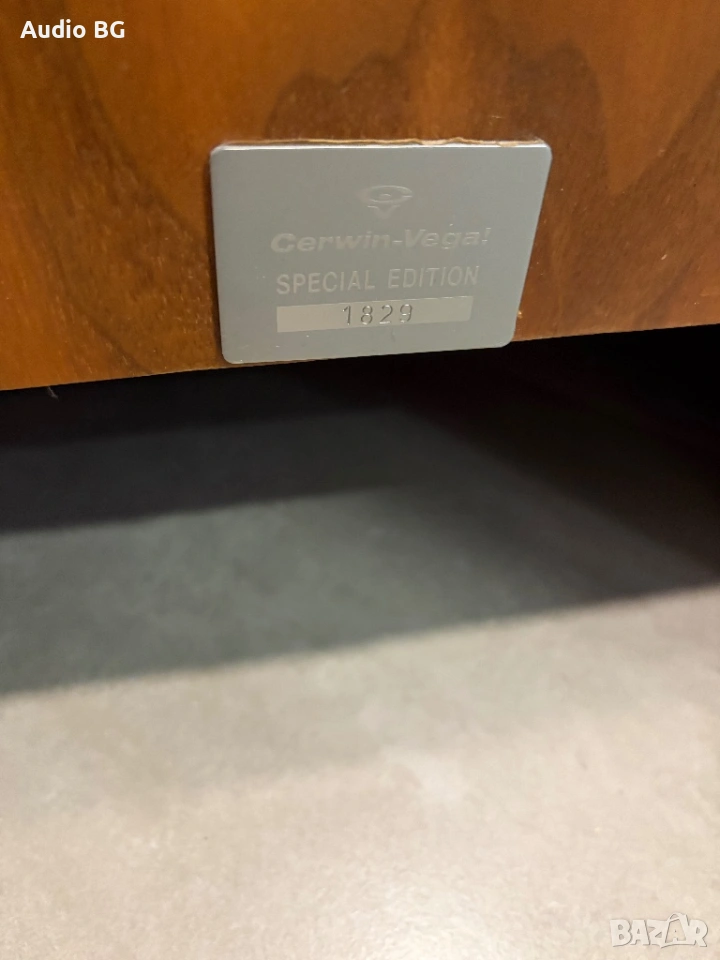 Audio BG
Cerwin-Vega!
SPECIAL EDITION
1829
BAZAR